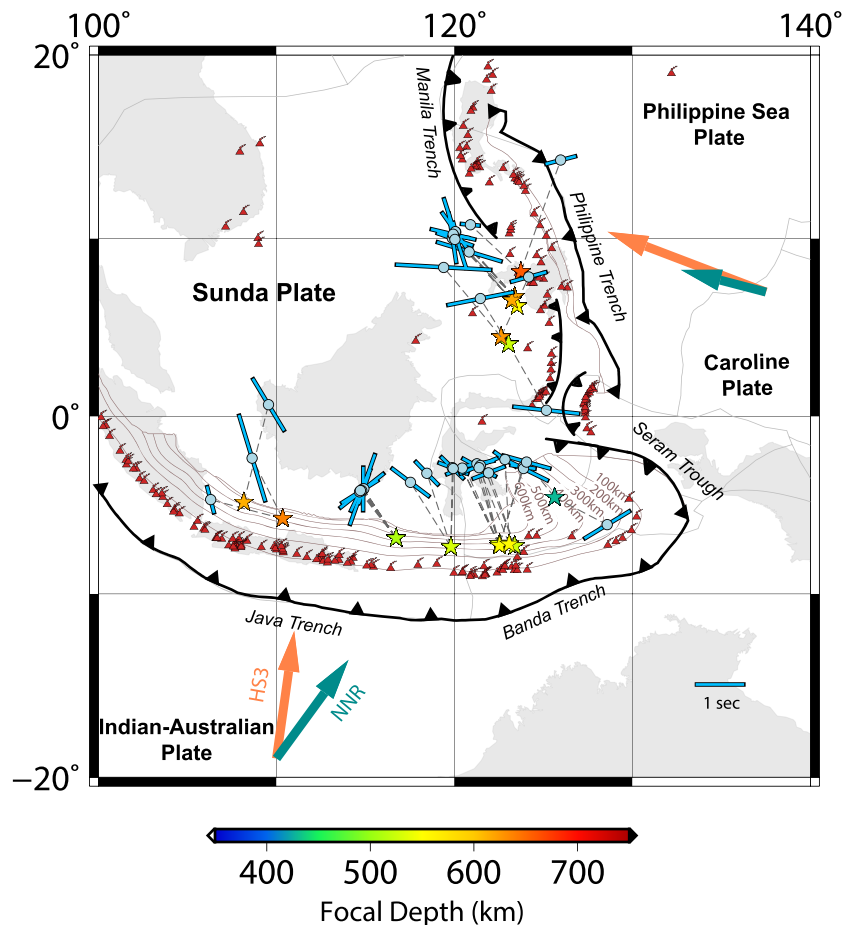 100° 120° 140°
20°
0°
−20°
Manila Trench
Philippine Sea
Plate
Philippine Trench
Sunda Plate
Caroline
Plate
Seram Trough
100km
200km
300km
400km
500km
600km
Java Trench
Banda Trench
HS3
NNR
1 sec
Indian-Australian
Plate
400 500 600 700
Focal Depth (km)